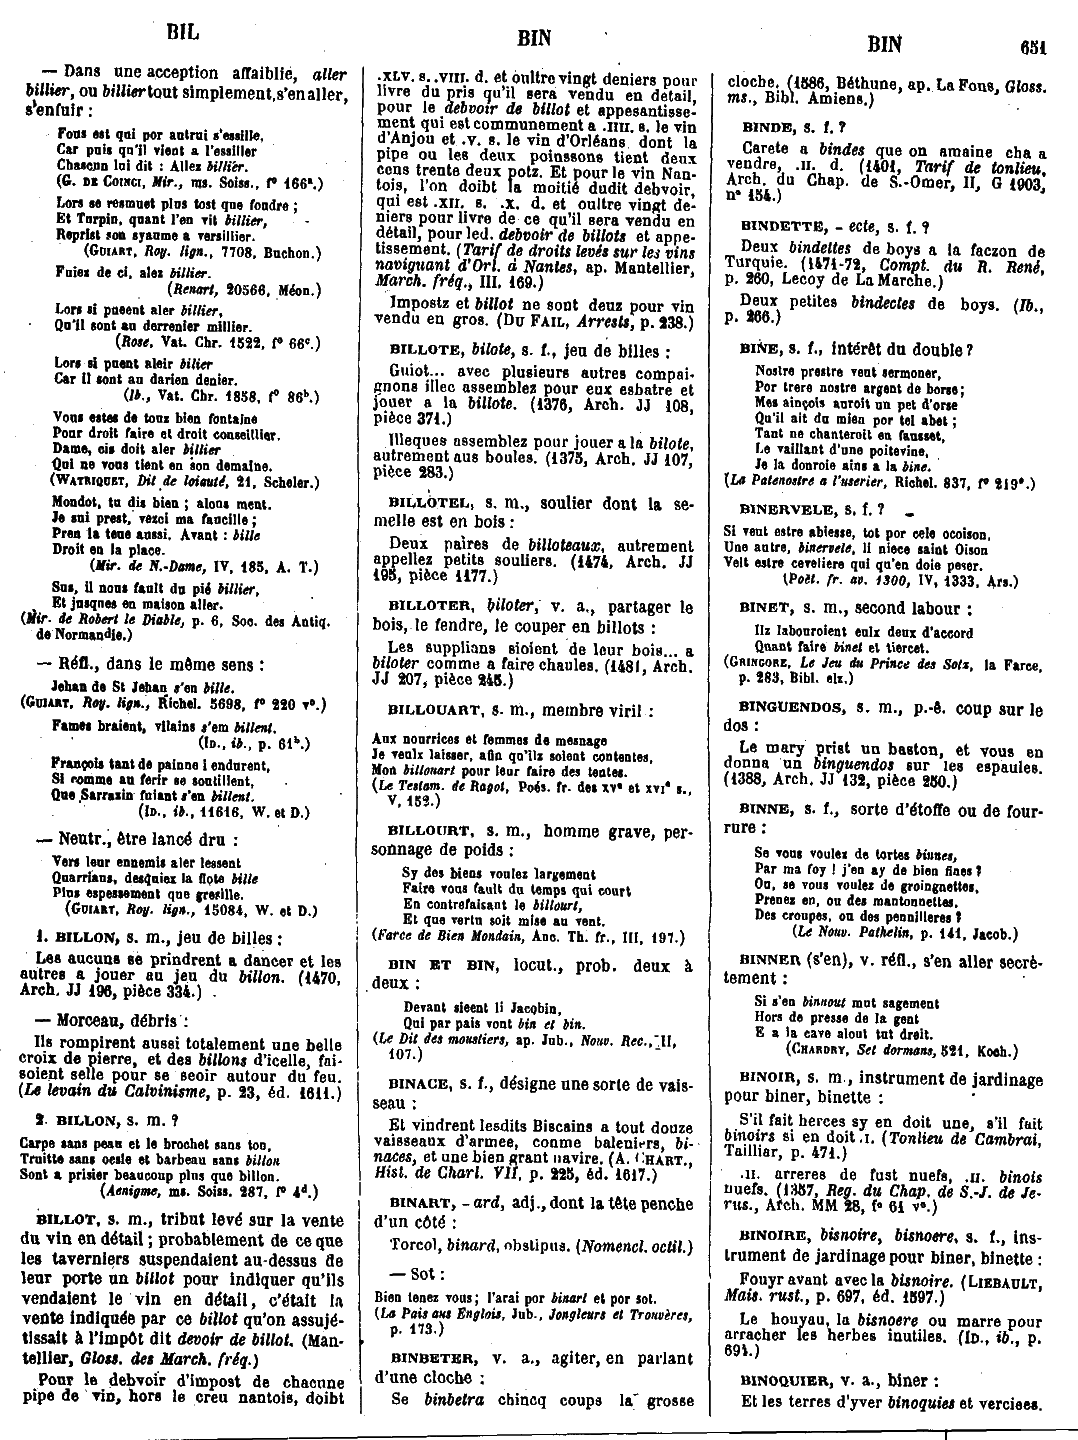 BIL
BIN
BIN
651
— Dans une acception affaiblie, aller
billier, ou billier tout simplement, s'en aller,
s'enfuir :
Fous est qui por autrui s'essille,
Car puis qu'il vient a l'essiller
Chascun lui dit : Allez billier.
(G. DE COINCI, Mir., ms. Soiss., f° 166ª.)
Lors se resmuet plus tost que foudre ;
Et Turpin, quant l'en vit billier,
Reprist son syaume a versillier.
(GUIART, Roy. lign., 7708, Buchon.)
Fuiez de ci, alez billier.
(Renart, 20566, Méon.)
Lors si pueent aler billier,
Qu'il sont au derrenier millier.
(Rose, Vat. Chr. 1522, f° 66ᶜ.)
Lors si puent aleir bilier
Car il sont au darien denier.
(Ib., Vat. Chr. 1858, f° 86ᵇ.)
Vous estes de touz bien fontaine
Pour droit faire et droit conseillier.
Dame, cis doit aler billier
Qui ne vous tient en son demaine.
(WATRIQUET, Dit de loiauté, 21, Scheler.)
Mondot, tu dis bien ; alons ment.
Je sui prest, vezci ma faucille ;
Pren la teue aussi. Avant : bille
Droit en la place.
(Mir. de N.-Dame, IV, 185, A. T.)
Sus, il nous fault du pié billier,
Et jusques en maison aller.
(Mir. de Robert le Diable, p. 6, Soc. des Antiq.
de Normandie.)
— Réfl., dans le même sens :
Jehan de St Jehan s'en bille.
(GUIART, Roy. lign., Richel. 5698, f° 220 v°.)
Fames braient, vilains s'em billent.
(ID., ib., p. 61ᵇ.)
François tant de painne i endurent,
Si comme au ferir se soutillent,
Que Sarrazin fuiant s'en billent.
(ID., ib., 11616, W. et D.)
— Neutr., être lancé dru :
Vers leur ennemis aler lessent
Quarriaus, desquiez la flote bille
Plus espessement que gresille.
(GUIART, Roy. lign., 15084, W. et D.)
1. BILLON, s. m., jeu de billes :
Les aucuns se prindrent a dancer et les
autres a jouer au jeu du billon. (1470,
Arch. JJ 196, pièce 334.)
— Morceau, débris :
Ils rompirent aussi totalement une belle
croix de pierre, et des billons d'icelle, fai-
soient selle pour se seoir autour du feu.
(Le levain du Calvinisme, p. 23, éd. 1611.)
2. BILLON, s. m. ?
Carpe sans peau et le brochet sans ton,
Truitte sans oesle et barbeau sans billon
Sont a prisier beaucoup plus que billon.
(Aenigme, ms. Soiss. 287, f° 4ᵈ.)
BILLOT, s. m., tribut levé sur la vente
du vin en détail ; probablement de ce que
les taverniers suspendaient au-dessus de
leur porte un billot pour indiquer qu'ils
vendaient le vin en détail, c'était la
vente indiquée par ce billot qu'on assujé-
tissait à l'impôt dit devoir de billot. (Man-
tellier, Gloss. des March. fréq.)
Pour le debvoir d'impost de chacune
pipe de vin, hors le creu nantois, doibt
.XLV. s. .VIII. d. et oultre vingt deniers pour
livre du pris qu'il sera vendu en detail,
pour le debvoir de billot et appesantisse-
ment qui est communement a .IIII. s. le vin
d'Anjou et .v. s. le vin d'Orléans dont la
pipe ou les deux poinssons tient deux
cens trente deux potz. Et pour le vin Nan-
tois, l'on doibt la moitié dudit debvoir,
qui est .XII. s. .X. d. et oultre vingt de-
niers pour livre de ce qu'il sera vendu en
détail, pour led. debvoir de billots et appe-
tissement. (Tarif de droits levés sur les vins
naviguant d'Orl. à Nantes, ap. Mantellier,
March. fréq., III, 169.)
Impostz et billot ne sont deuz pour vin
vendu en gros. (DU FAIL, Arrests, p. 238.)
BILLOTE, bilote, s. f., jeu de billes :
Guiot... avec plusieurs autres compai-
gnons illec assemblez pour eux esbatre et
jouer a la billote. (1376, Arch. JJ 108,
pièce 371.)
Illeques assemblez pour jouer a la bilote,
autrement aus boules. (1375, Arch. JJ 107,
pièce 283.)
BILLOTEL, s. m., soulier dont la se-
melle est en bois :
Deux paires de billoteaux, autrement
appellez petits souliers. (1474, Arch. JJ
195, pièce 1177.)
BILLOTER, biloter, v. a., partager le
bois, le fendre, le couper en billots :
Les supplians sioient de leur bois... a
biloter comme a faire chaules. (1481, Arch.
JJ 207, pièce 245.)
BILLOUART, s. m., membre viril :
Aux nourrices et femmes de mesnage
Je veulx laisser, afin qu'ilz soient contentes,
Mon billouart pour leur faire des tentes.
(Le Testam. de Ragot, Poés. fr. des XVᵉ et XVIᵉ s.,
V, 152.)
BILLOURT, s. m., homme grave, per-
sonnage de poids :
Sy des biens voulez largement
Faire vous fault du temps qui court
En contrefaisant le billourt,
Et que vertu soit mise au vent.
(Farce de Bien Mondain, Anc. Th. fr., III, 197.)
BIN ET BIN, locut., prob. deux à
deux :
Devant sieent li Jacobin,
Qui par pais vont bin et bin.
(Le Dit des moustiers, ap. Jub., Nouv. Rec., II,
107.)
BINACE, s. f., désigne une sorte de vais-
seau :
Et vindrent lesdits Biscains a tout douze
vaisseaux d'armee, conme baleniers, bi-
naces, et une bien grant navire. (A. CHART.,
Hist. de Charl. VII, p. 225, éd. 1617.)
BINART, - ard, adj., dont la tête penche
d'un côté :
Torcol, binard, obstipus. (Nomencl. octil.)
— Sot :
Bien tenez vous ; l'arai por binart et por sot.
(La Pais aus Englois, Jub., Jongleurs et Trouvères,
p. 173.)
BINBETER, v. a., agiter, en parlant
d'une cloche :
Se binbetra chincq coups la grosse
cloche. (1586, Béthune, ap. La Fons, Gloss.
ms., Bibl. Amiens.)
BINDE, s. f. ?
Carete a bindes que on amaine cha a
vendre, .II. d. (1401, Tarif de tonlieu,
Arch. du Chap. de S.-Omer, II, G 1903,
n° 154.)
BINDETTE, - ecte, s. f. ?
Deux bindettes de boys a la faczon de
Turquie. (1471-72, Compt. du R. René,
p. 260, Lecoy de La Marche.)
Deux petites bindectes de boys. (Ib.,
p. 266.)
BINE, s. f., intérêt du double ?
Nostre prestre veut sermoner,
Por trere nostre argent de borse ;
Mes ainçois auroit un pet d'orse
Qu'il ait du mien por tel abet ;
Tant ne chanteroit en fausset,
Le vaillant d'une poitevine,
Je la donroie ains a la bine.
(La Patenostre a l'userier, Richel. 837, f° 219ᵉ.)
BINERVELE, s. f. ?
Si veut estre abiesse, tot por cele ocoison,
Une autre, binervele, li niece saint Oison
Velt estre caveliere qui qu'en doie peser.
(Poët. fr. av. 1300, IV, 1333, Ars.)
BINET, s. m., second labour :
Ilz labouroient eulx deux d'accord
Quant faire binet et tiercet.
(GRINGORE, Le Jeu du Prince des Sotz, la Farce,
p. 283, Bibl. elz.)
BINGUENDOS, s. m., p.-ê. coup sur le
dos :
Le mary prist un baston, et vous en
donna un binguendos sur les espaules.
(1388, Arch. JJ 132, pièce 250.)
BINNE, s. f., sorte d'étoffe ou de four-
rure :
Se vous voulez de tortes binnes,
Par ma foy ! j'en ay de bien fines ?
Ou, se vous voulez de groingnettes,
Prenez en, ou des mantonnettes,
Des croupes, ou des pennilleres ?
(Le Nouv. Pathelin, p. 141, Jacob.)
BINNER (s'en), v. réfl., s'en aller secrè-
tement :
Si s'en binnout mut sagement
Hors de presse de la gent
E a la cave alout tut dreit.
(CHARDRY, Set dormans, 521, Koch.)
BINOIR, s. m., instrument de jardinage
pour biner, binette :
S'il fait herces sy en doit une, s'il fait
binoirs si en doit .I. (Tonlieu de Cambrai,
Tailliar, p. 471.)
.II. arreres de fust nuefs, .II. binois
nuefs. (1357, Reg. du Chap. de S.-J. de Je-
rus., Arch. MM 28, f° 61 v°.)
BINOIRE, bisnoire, bisnoere, s. f., ins-
trument de jardinage pour biner, binette :
Fouyr avant avec la bisnoire. (LIEBAULT,
Mais. rust., p. 697, éd. 1597.)
Le houyau, la bisnoere ou marre pour
arracher les herbes inutiles. (ID., ib., p.
691.)
BINOQUIER, v. a., biner :
Et les terres d'yver binoquies et vercises.